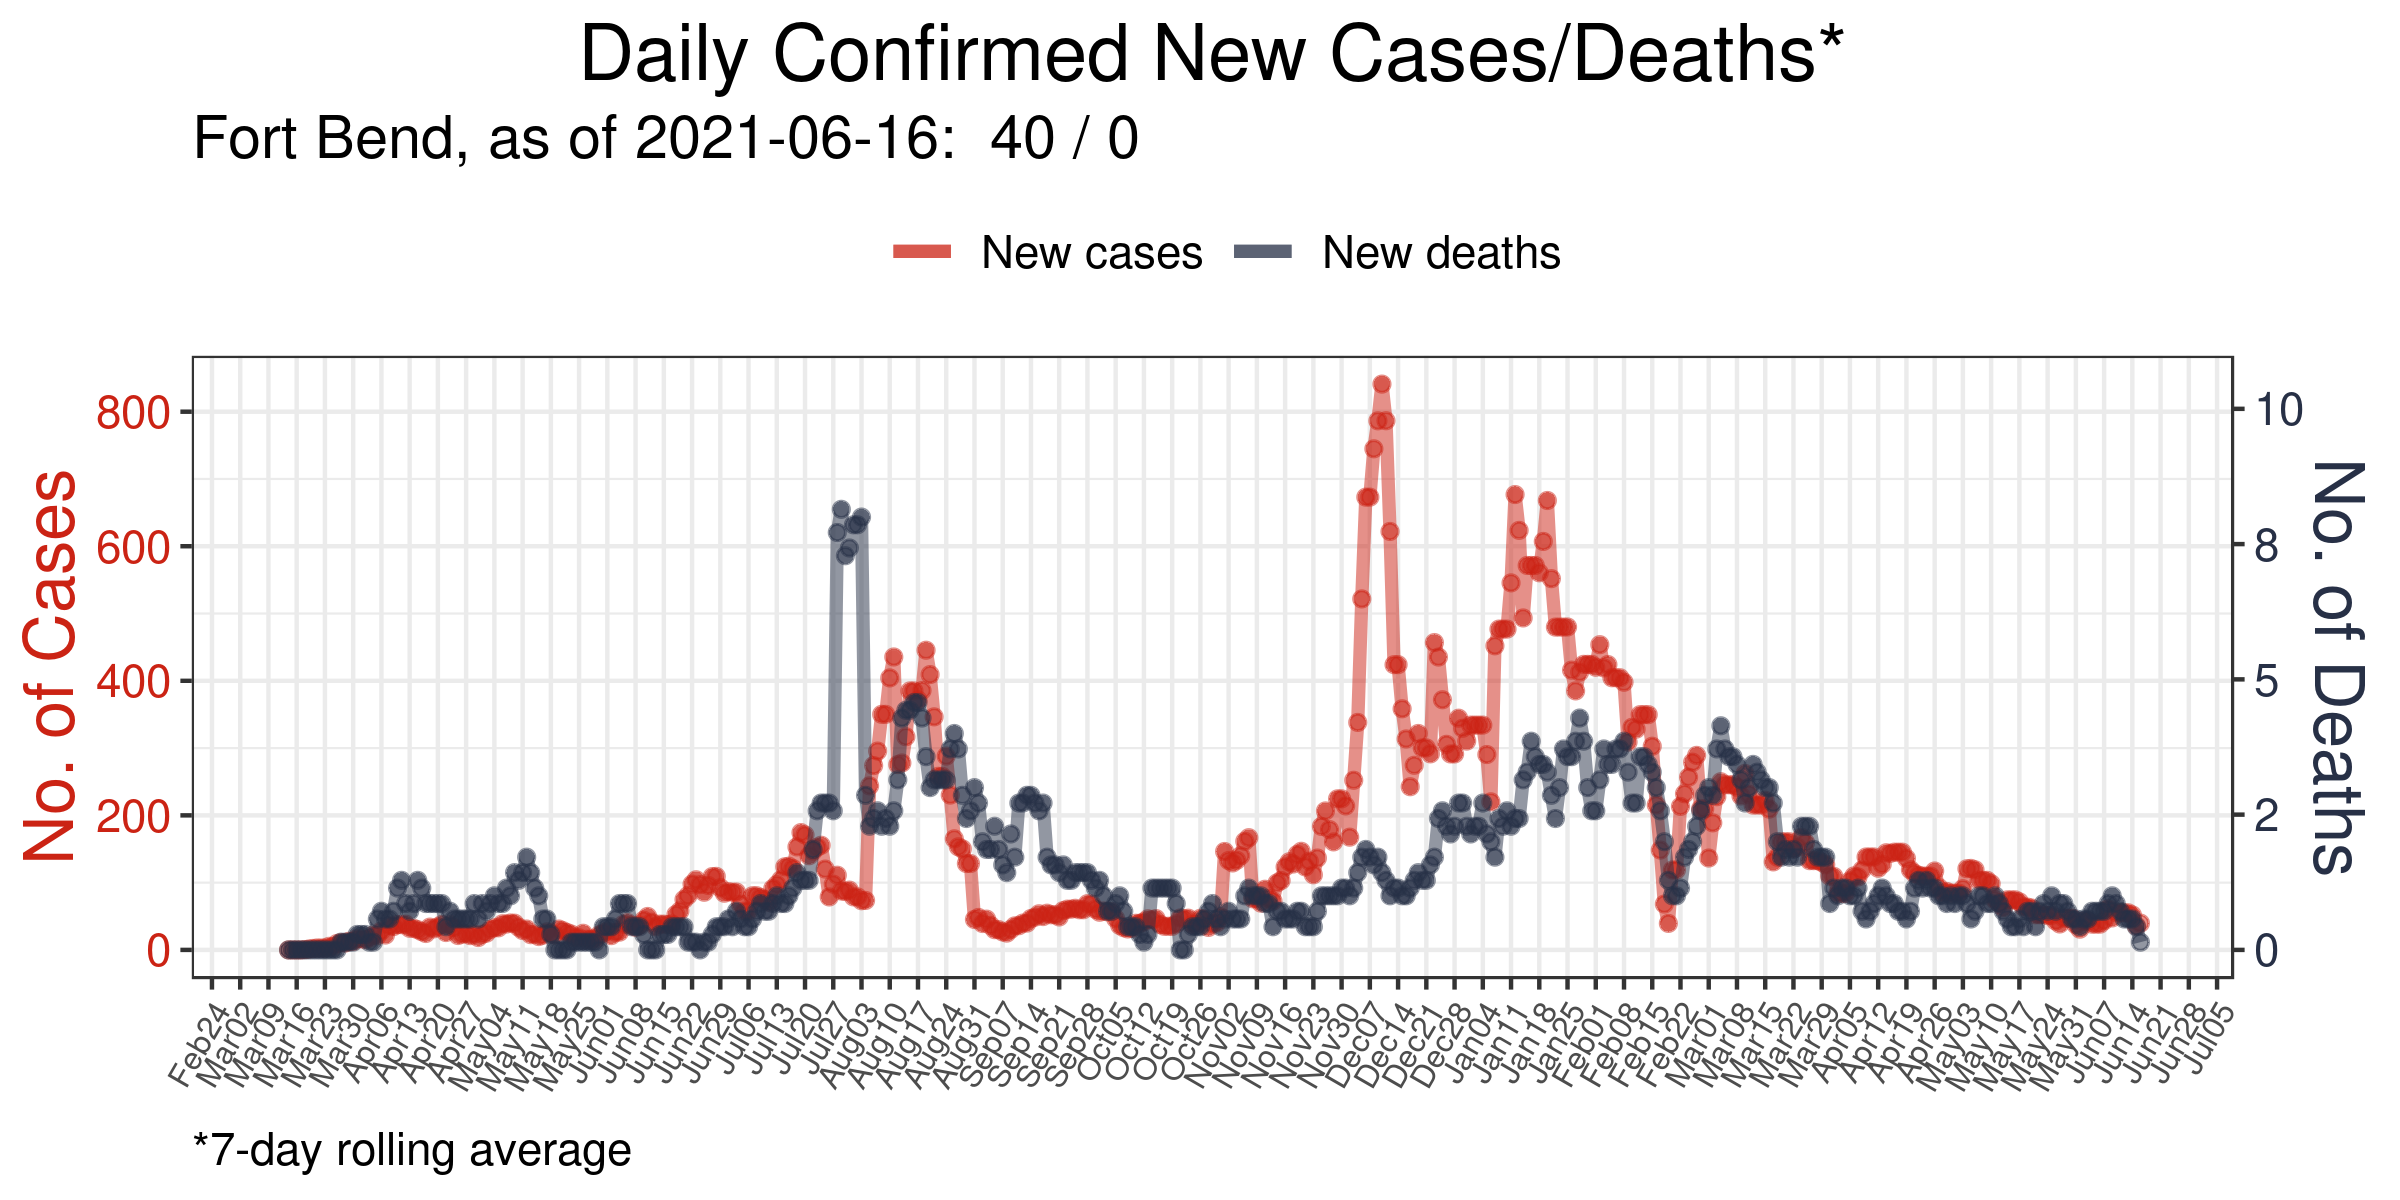 Daily Confirmed New Cases/Deaths*
Fort Bend, as of 2021-06-16:  40 / 0
New cases
New deaths
No. of Cases
800
600
400
200
0
10
8
5
2
0
No. of Deaths
Feb24
Mar02
Mar09
Mar16
Mar23
Mar30
Apr06
Apr13
Apr20
Apr27
May04
May11
May18
May25
Jun01
Jun08
Jun15
Jun22
Jun29
Jul06
Jul13
Jul20
Jul27
Aug03
Aug10
Aug17
Aug24
Aug31
Sep07
Sep14
Sep21
Sep28
Oct05
Oct12
Oct19
Oct26
Nov02
Nov09
Nov16
Nov23
Nov30
Dec07
Dec14
Dec21
Dec28
Jan04
Jan11
Jan18
Jan25
Feb01
Feb08
Feb15
Feb22
Mar01
Mar08
Mar15
Mar22
Mar29
Apr05
Apr12
Apr19
Apr26
May03
May10
May17
May24
May31
Jun07
Jun14
Jun21
Jun28
Jul05
*7-day rolling average